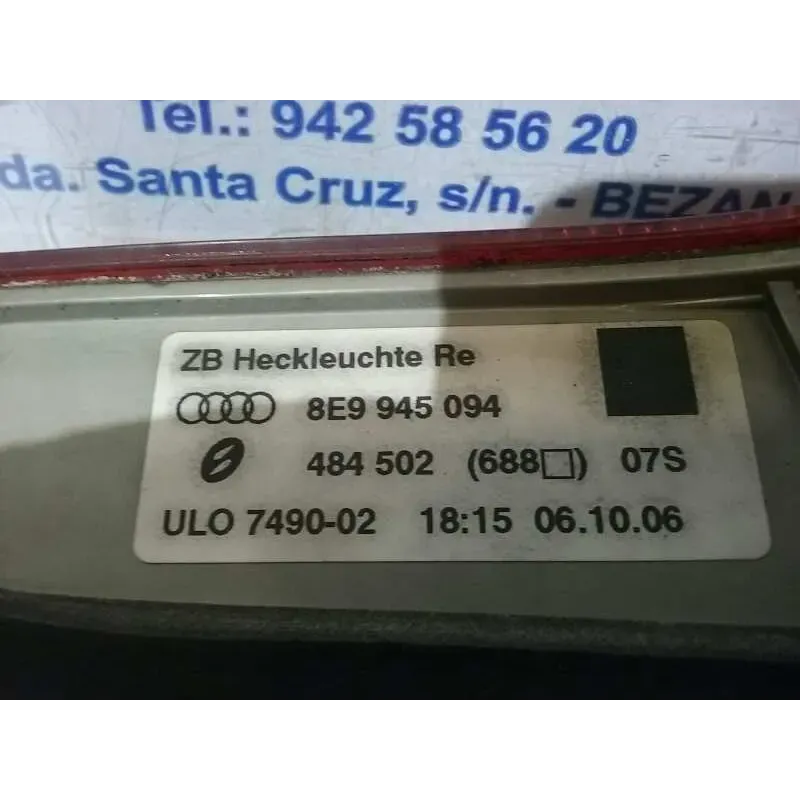 Tel.: 942 58 56 20
da. Santa Cruz, s/n. - BEZAN
ZB Heckleuchte Re
8E9 945 094
484 502 (688□) 07S
ULO 7490-02 18:15 06.10.06